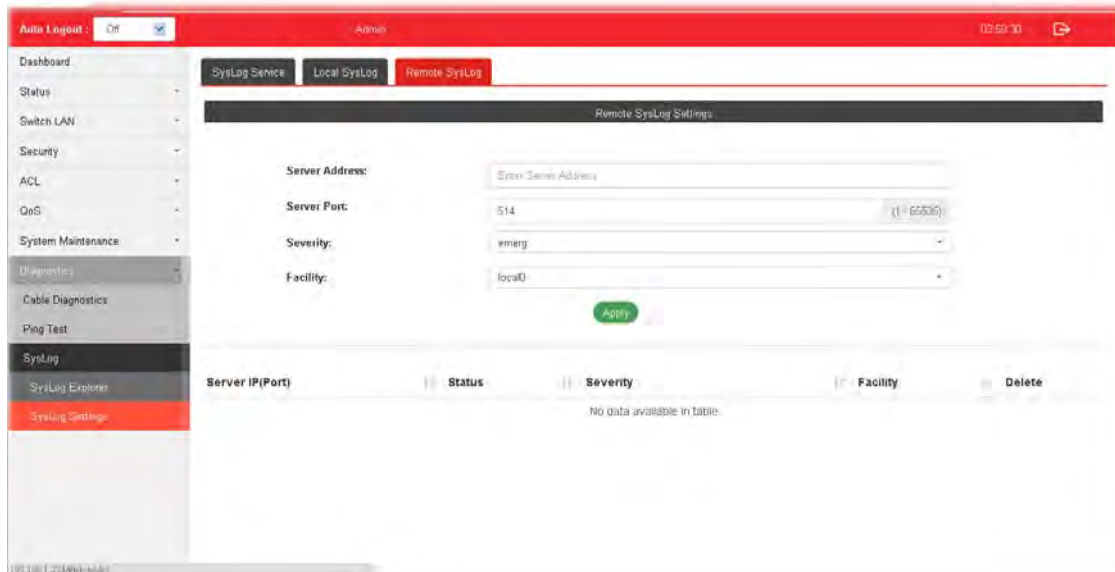 Auto Logout : Off
Admin
Dashboard
Status
Switch LAN
Security
ACL
QoS
System Maintenance
Diagnostics
Cable Diagnostics
Ping Test
SysLog
SysLog Explorer
SysLog Settings
SysLog Service
Local SysLog
Remote SysLog
Remote SysLog Settings
Server Address: Enter Server Address
Server Port: 514 (1 - 65535)
Severity: emerg
Facility: local0
Apply
Server IP(Port) Status Severity Facility Delete
No data available in table